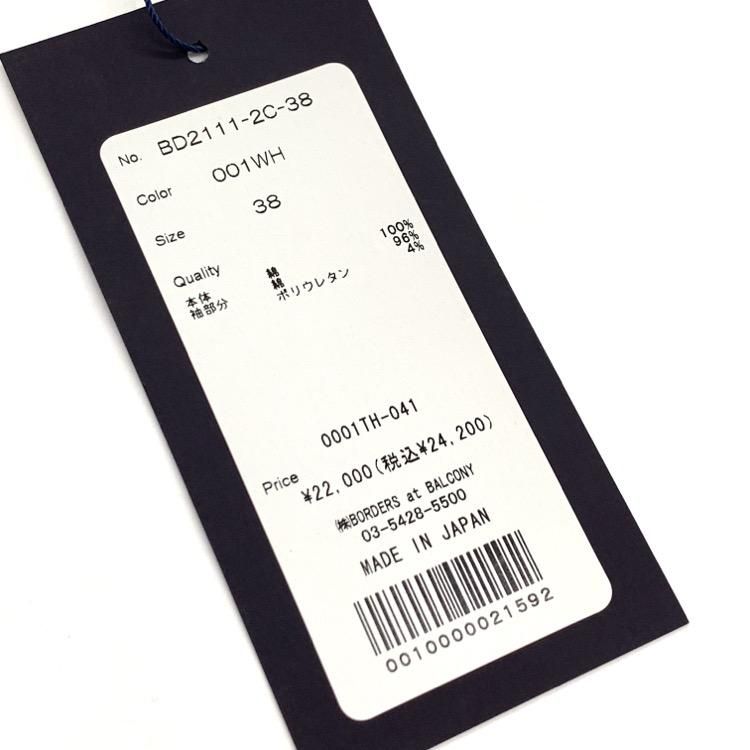 No. BD2111-2C-38
Color 001WH
Size 38
Quality
本体 綿 100%
袖部分 綿 96%
ポリウレタン 4%
0001TH-041
Price ¥22,000(税込¥24,200)
㈱BORDERS at BALCONY
03-5428-5500
MADE IN JAPAN
0010000021592